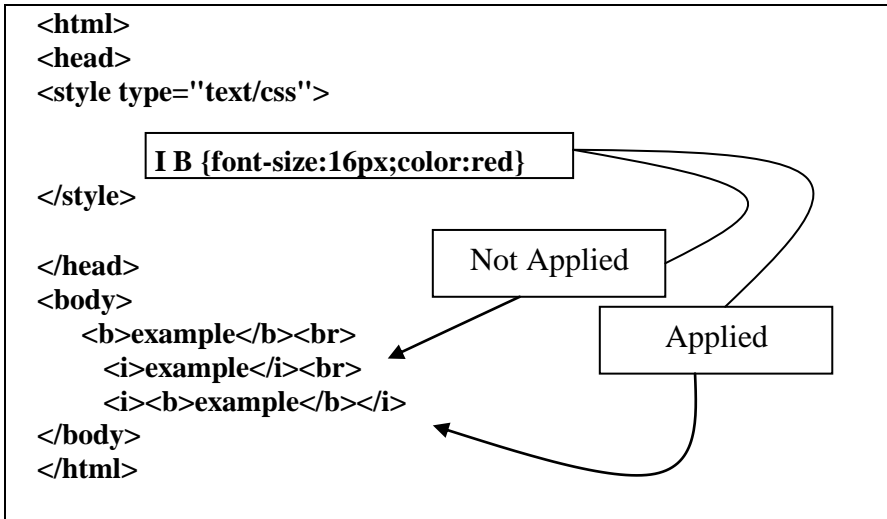 <html>
<head>
<style type="text/css">
I B {font-size:16px;color:red}
</style>
</head>
Not Applied
<body>
<b>example</b><br>
Applied
<i>example</i><br>
<i><b>example</b></i>
</body>
</html>